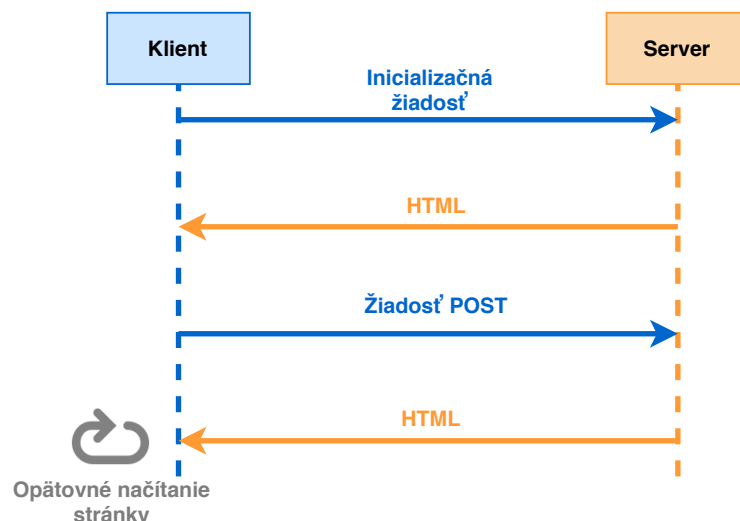 Klient
Server
Inicializačná
žiadosť
HTML
Žiadosť POST
HTML
Opätovné načítanie
stránky